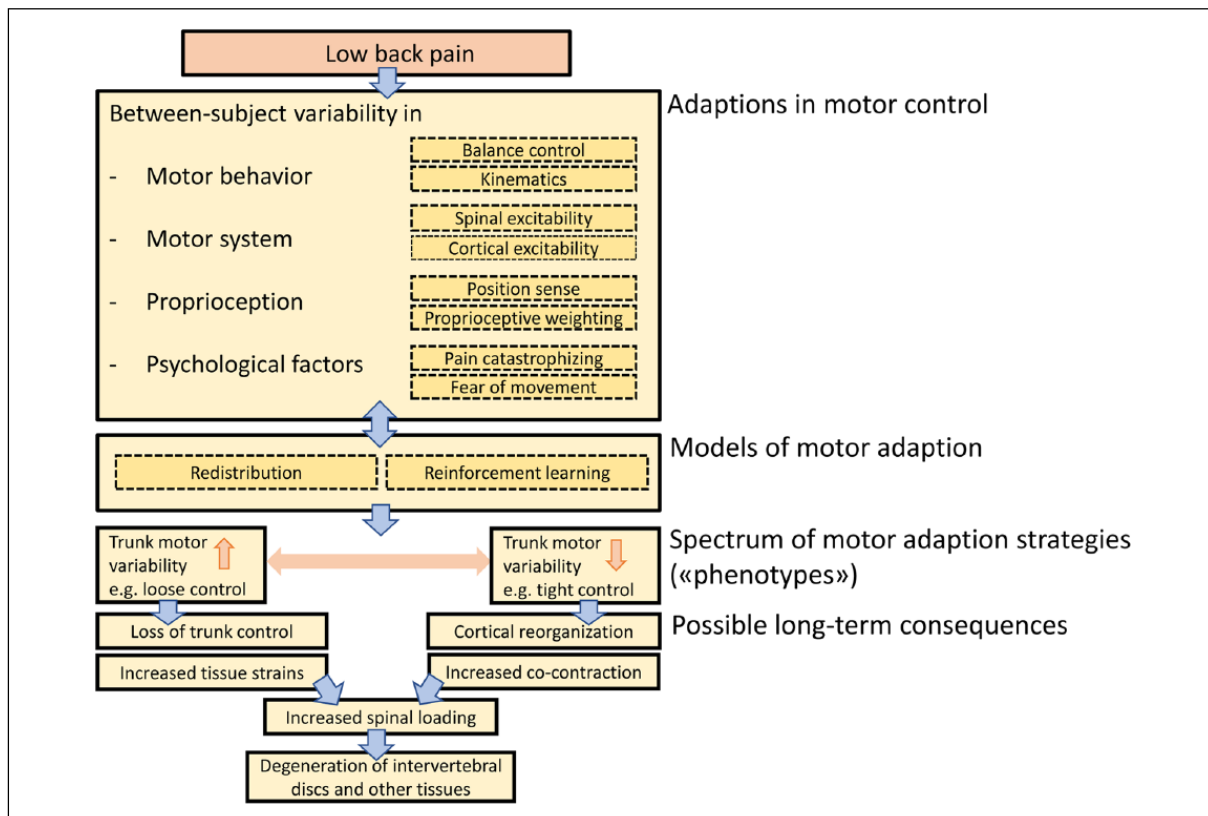 Low back pain
Between-subject variability in
Adaptions in motor control
- Motor behavior
Balance control
Kinematics
- Motor system
Spinal excitability
Cortical excitability
- Proprioception
Position sense
Proprioceptive weighting
- Psychological factors
Pain catastrophizing
Fear of movement
Models of motor adaption
Redistribution
Reinforcement learning
Trunk motor
variability
e.g. loose control
Trunk motor
variability
e.g. tight control
Spectrum of motor adaption strategies
(«phenotypes»)
Loss of trunk control
Cortical reorganization
Possible long-term consequences
Increased tissue strains
Increased co-contraction
Increased spinal loading
Degeneration of intervertebral
discs and other tissues